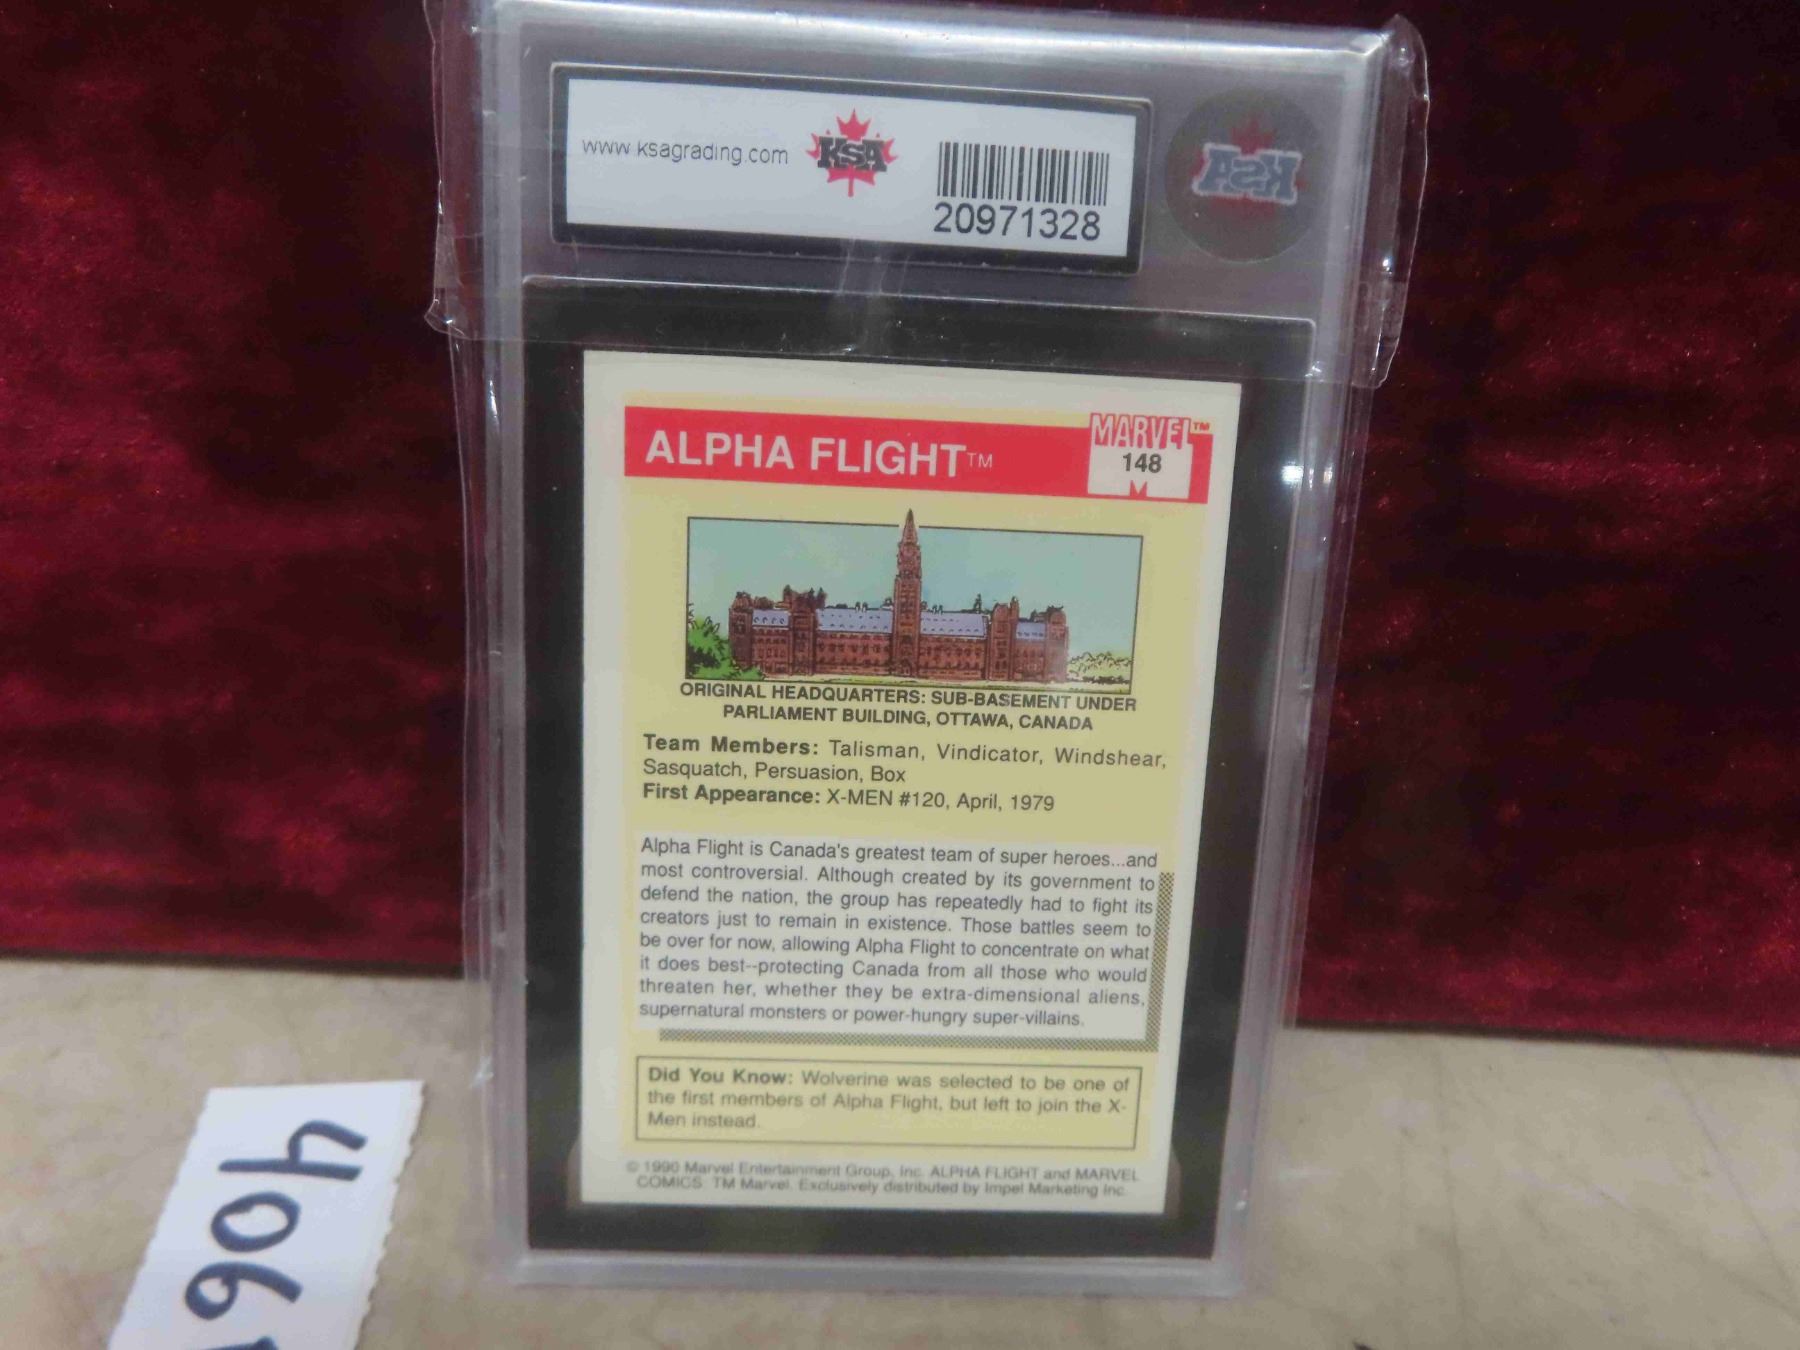 www.ksagrading.com
KSA
20971328
KSA
ALPHA FLIGHT™
MARVEL™
148
M
ORIGINAL HEADQUARTERS: SUB-BASEMENT UNDER
PARLIAMENT BUILDING, OTTAWA, CANADA
Team Members: Talisman, Vindicator, Windshear,
Sasquatch, Persuasion, Box
First Appearance: X-MEN #120, April, 1979
Alpha Flight is Canada's greatest team of super heroes...and
most controversial. Although created by its government to
defend the nation, the group has repeatedly had to fight its
creators just to remain in existence. Those battles seem to
be over for now, allowing Alpha Flight to concentrate on what
it does best--protecting Canada from all those who would
threaten her, whether they be extra-dimensional aliens,
supernatural monsters or power-hungry super-villains.
Did You Know: Wolverine was selected to be one of
the first members of Alpha Flight, but left to join the X-
Men instead.
© 1990 Marvel Entertainment Group, Inc. ALPHA FLIGHT and MARVEL
COMICS: TM Marvel. Exclusively distributed by Impel Marketing Inc.